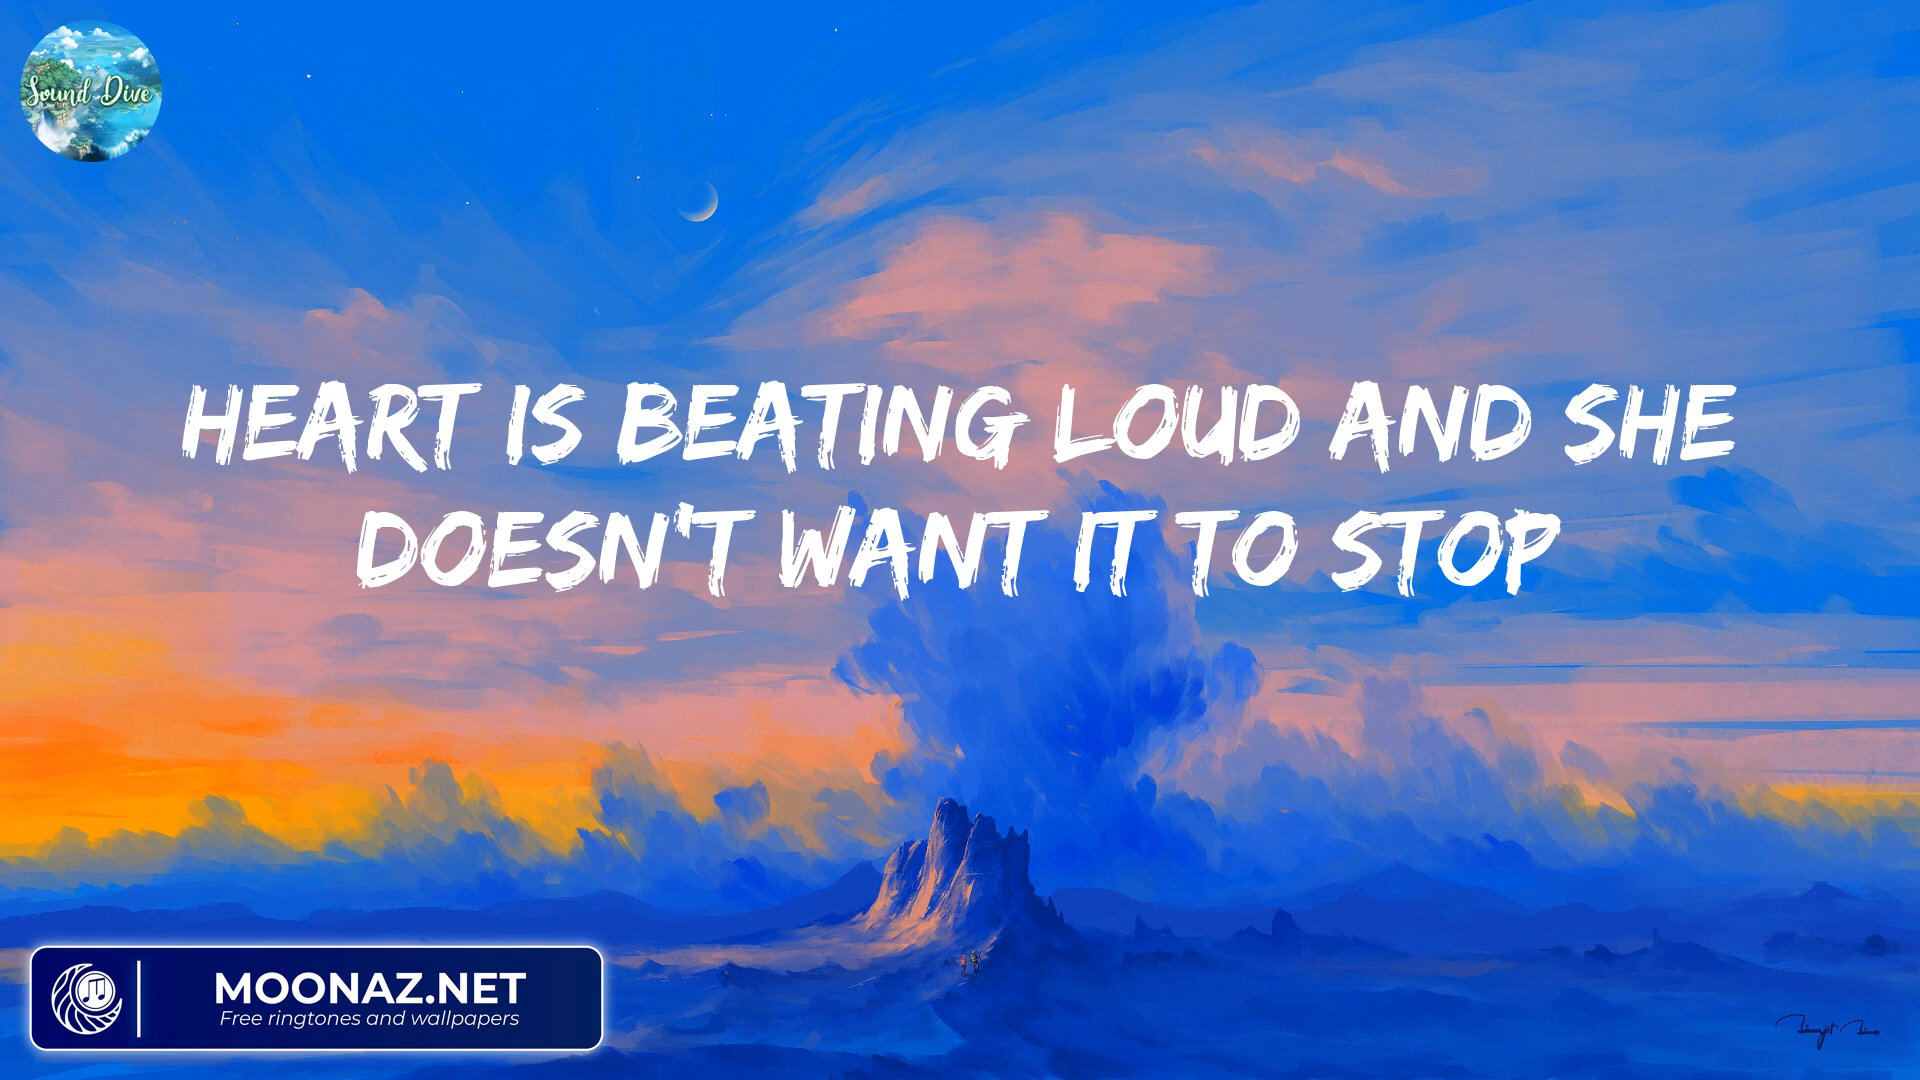 Sound Dive
HEART IS BEATING LOUD AND SHE
DOESN'T WANT IT TO STOP
MOONAZ.NET
Free ringtones and wallpapers